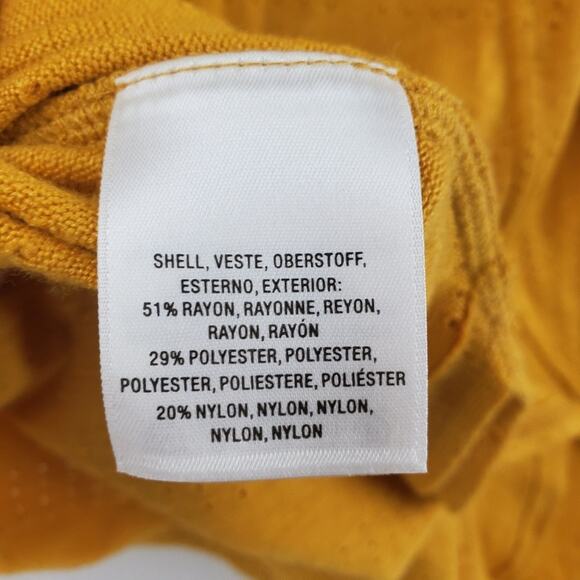 SHELL, VESTE, OBERSTOFF,
ESTERNO, EXTERIOR:
51% RAYON, RAYONNE, REYON,
RAYON, RAYÓN
29% POLYESTER, POLYESTER,
POLYESTER, POLIESTERE, POLIÉSTER
20% NYLON, NYLON, NYLON,
NYLON, NYLON